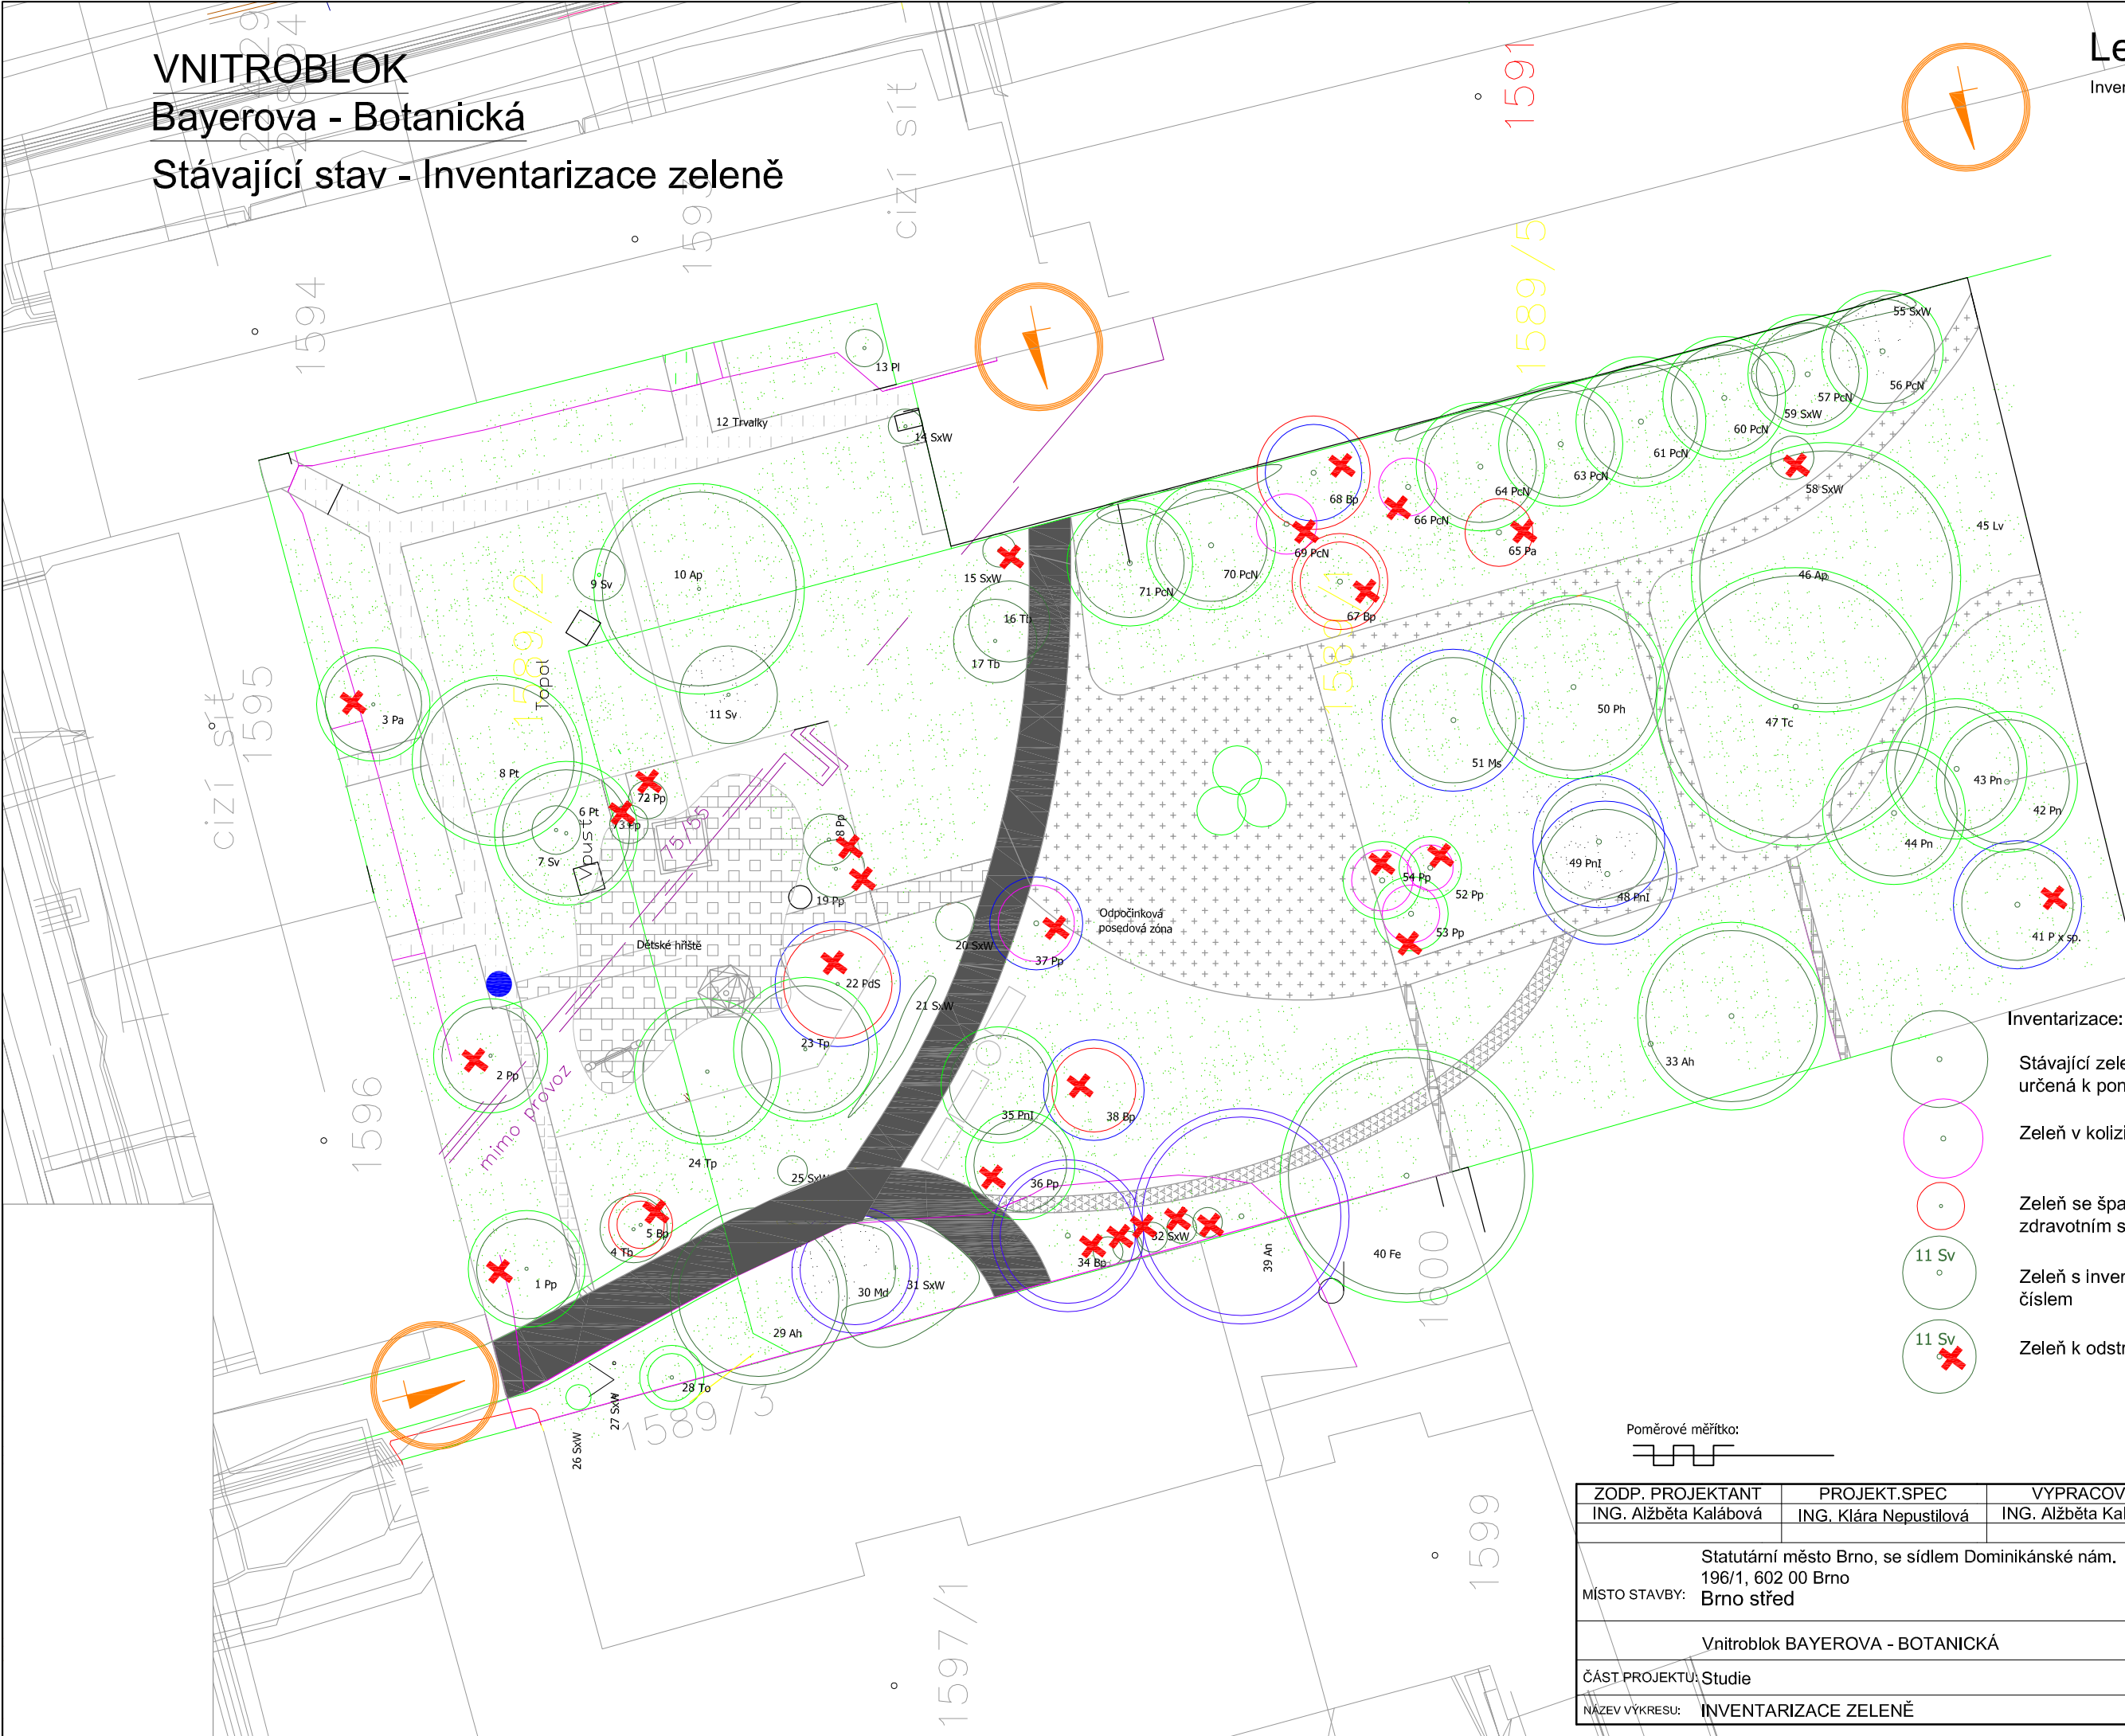 VNITROBLOK
Bayerova - Botanická
Stávající stav - Inventarizace zeleně
Le
Inver
1591
1594
cizí síť
1589/5
13 Pl
12 Trvalky
14 SxW
55 SxW
56 PcN
57 PcN
59 SxW
60 PcN
61 PcN
63 PcN
64 PcN
58 SxW
68 Bp
66 PcN
65 Pa
69 PcN
45 Lv
9 Sv
10 Ap
15 SxW
16 Tb
17 Tb
71 PcN
70 PcN
67 Bp
46 Ap
1589/2
Topol
cizí síť
1595
3 Pa
11 Sv
50 Ph
47 Tc
51 Ms
8 Pt
43 Pn
42 Pn
72 Pp
73 Pp
6 Pt
7 Sv
Vpust
44 Pn
49 PnI
48 PnI
54 Pp
52 Pp
53 Pp
19 Pp
Dětské hřiště
20 SxW
37 Pp
Odpočinková
posedová zóna
41 P x sp.
22 PdS
21 SxW
23 Tp
2 Pp
mimo provoz
1596
24 Tp
25 SxW
35 PnI
38 Bp
36 Pp
33 Ah
4 Tb
5 Bp
1 Pp
34 Bp
32 SxW
39 An
40 Fe
1600
30 Md
31 SxW
29 Ah
28 To
27 SxW
26 SxW
1589/3
1599
1597/1
Inventarizace:
Stávající zele
určená k pon
Zeleň v koliz
Zeleň se špa
zdravotním s
11 Sv
Zeleň s inver
číslem
11 Sv
Zeleň k odstr
Poměrové měřítko:
ZODP. PROJEKTANT PROJEKT.SPEC VYPRACOV
ING. Alžběta Kalábová ING. Klára Nepustilová ING. Alžběta Kal
Statutární město Brno, se sídlem Dominikánské nám.
196/1, 602 00 Brno
MÍSTO STAVBY: Brno střed
Vnitroblok BAYEROVA - BOTANICKÁ
ČÁST PROJEKTU: Studie
NÁZEV VÝKRESU: INVENTARIZACE ZELENĚ